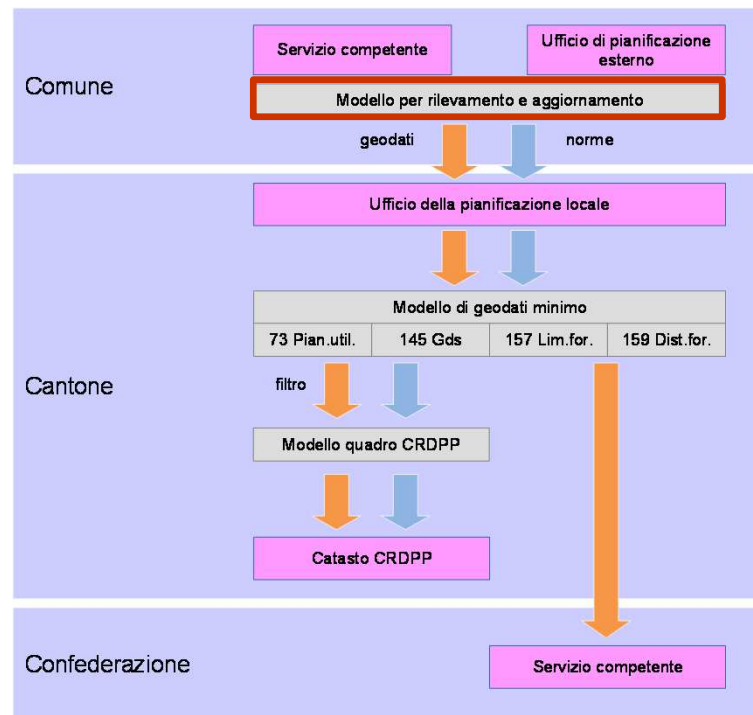 Comune
Servizio competente
Ufficio di pianificazione
esterno
Modello per rilevamento e aggiornamento
geodati
norme
Cantone
Ufficio della pianificazione locale
Modello di geodati minimo
73 Pian.util.
145 Gds
157 Lim.for.
159 Dist.for.
filtro
Modello quadro CRDPP
Catasto CRDPP
Confederazione
Servizio competente